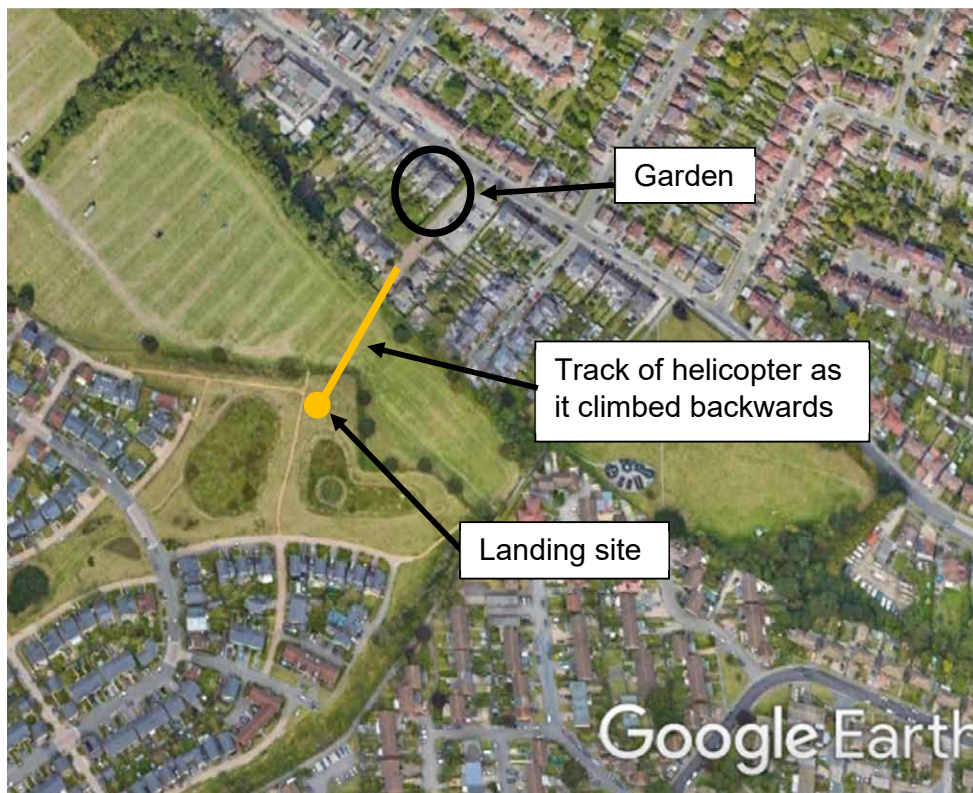 Garden
Track of helicopter as
it climbed backwards
Landing site
Google Earth